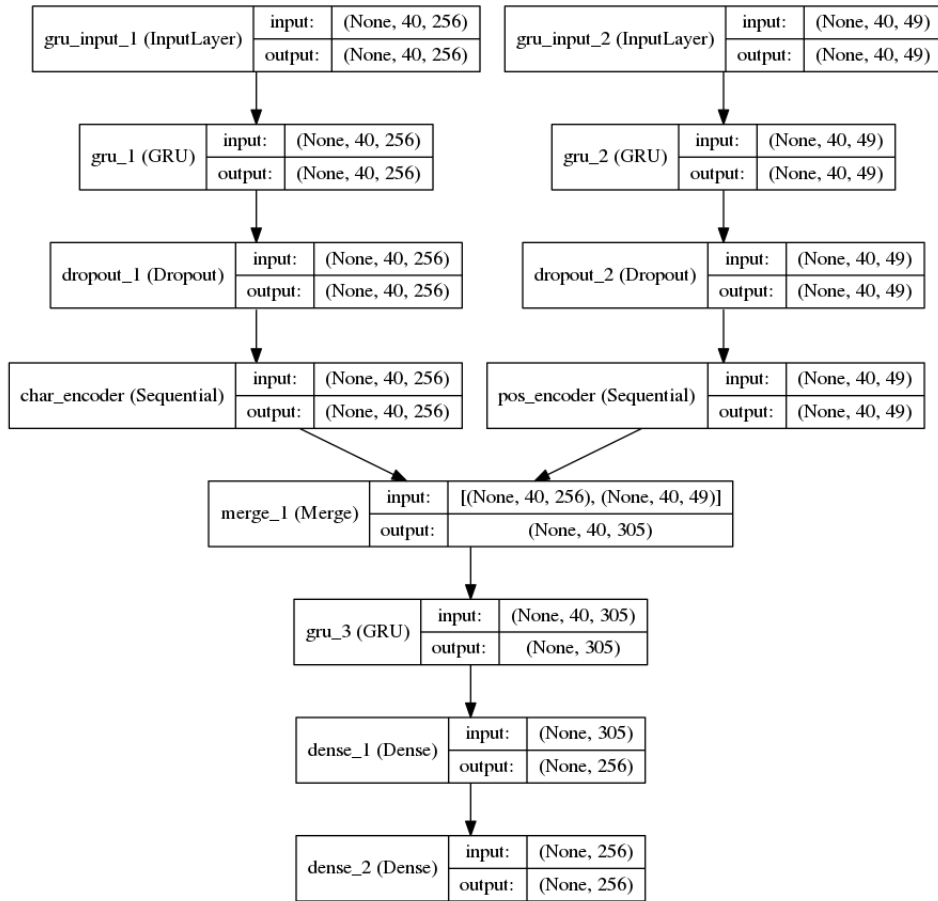 gru_input_1 (InputLayer)
input: (None, 40, 256)
output: (None, 40, 256)
gru_input_2 (InputLayer)
input: (None, 40, 49)
output: (None, 40, 49)
gru_1 (GRU)
input: (None, 40, 256)
output: (None, 40, 256)
gru_2 (GRU)
input: (None, 40, 49)
output: (None, 40, 49)
dropout_1 (Dropout)
input: (None, 40, 256)
output: (None, 40, 256)
dropout_2 (Dropout)
input: (None, 40, 49)
output: (None, 40, 49)
char_encoder (Sequential)
input: (None, 40, 256)
output: (None, 40, 256)
pos_encoder (Sequential)
input: (None, 40, 49)
output: (None, 40, 49)
merge_1 (Merge)
input: [(None, 40, 256), (None, 40, 49)]
output: (None, 40, 305)
gru_3 (GRU)
input: (None, 40, 305)
output: (None, 305)
dense_1 (Dense)
input: (None, 305)
output: (None, 256)
dense_2 (Dense)
input: (None, 256)
output: (None, 256)